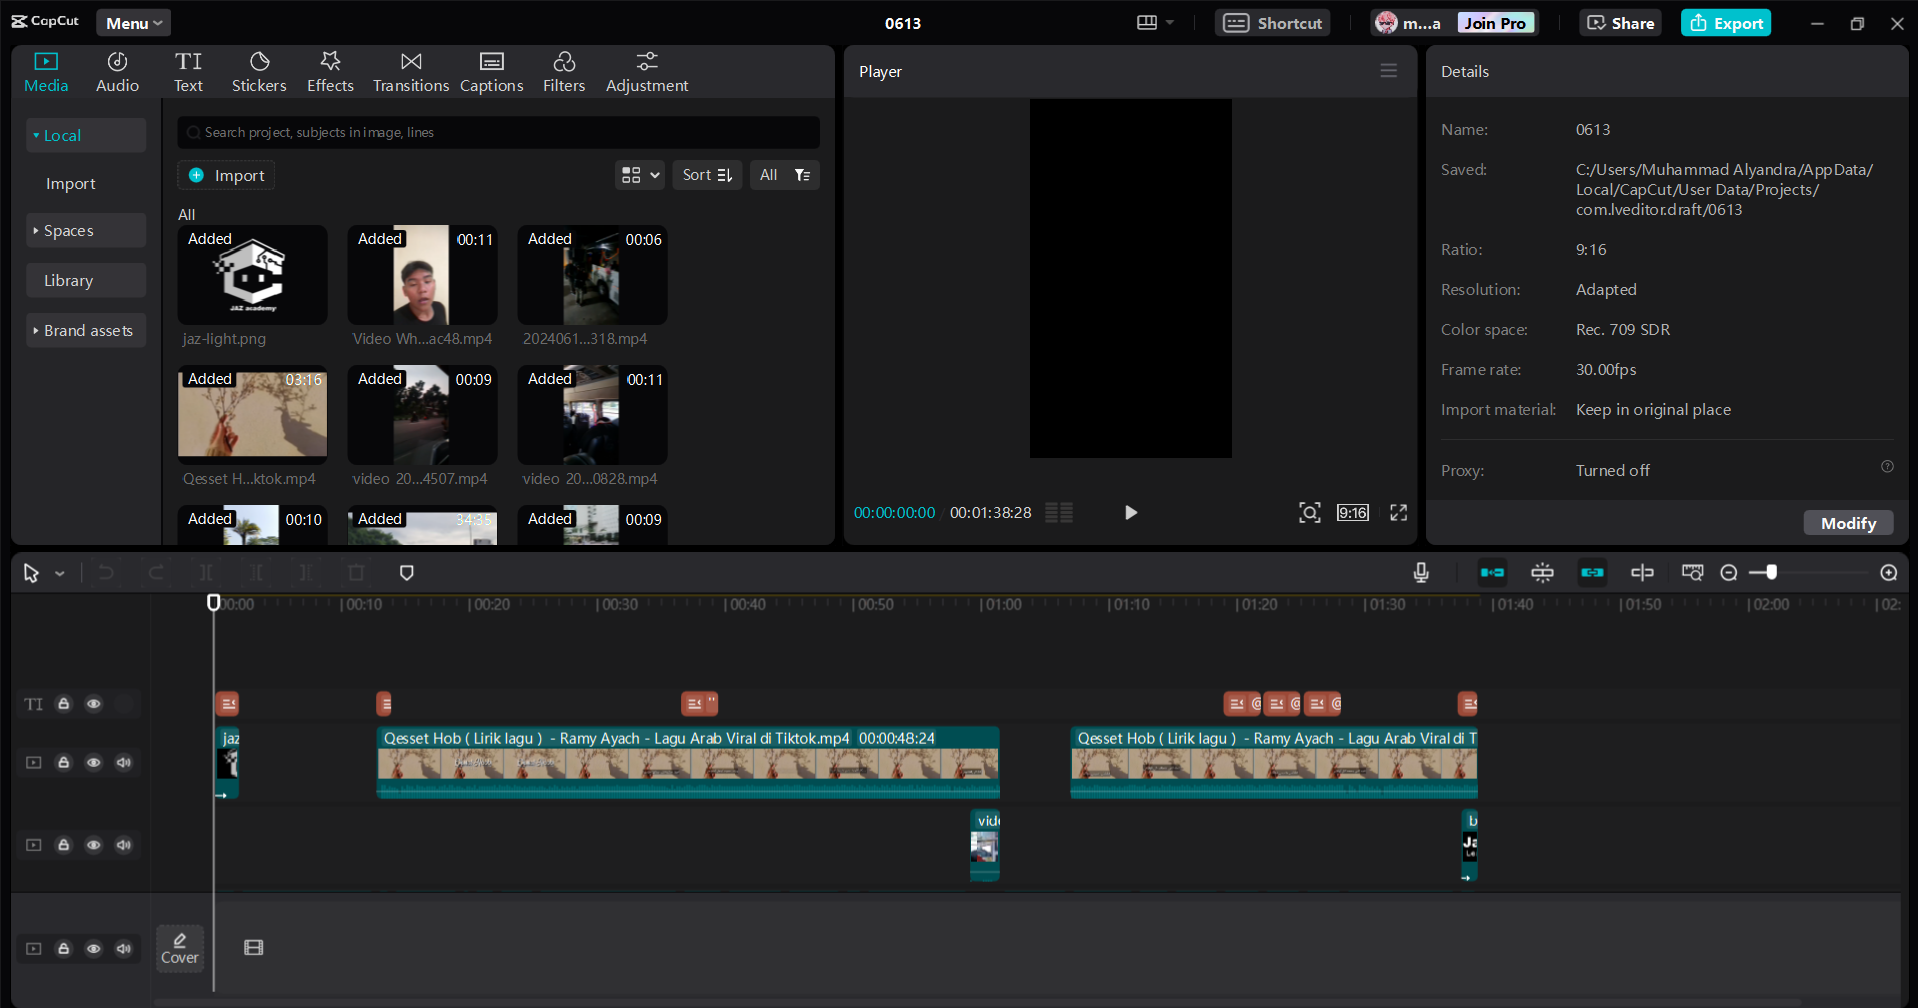 CapCut
Menu
0613
Shortcut
m...a
Join Pro
Share
Export
Media
Audio
TI
Text
Stickers
Effects
Transitions
Captions
Filters
Adjustment
Local
Import
Spaces
Library
Brand assets
Search project, subjects in image, lines
Import
Sort
All
All
Added
JAZ academy
jaz-light.png
Added 00:11
Video Wh...ac48.mp4
Added 00:06
2024061...318.mp4
Added 03:16
Qesset H...ktok.mp4
Added 00:09
video 20...4507.mp4
Added 00:11
video 20...0828.mp4
Added 00:10
Added 34:35
Added 00:09
Player
00:00:00:00 / 00:01:38:28
9:16
Details
Name: 0613
Saved: C:/Users/Muhammad Alyandra/AppData/
Local/CapCut/User Data/Projects/
com.lveditor.draft/0613
Ratio: 9:16
Resolution: Adapted
Color space: Rec. 709 SDR
Frame rate: 30.00fps
Import material: Keep in original place
Proxy: Turned off
Modify
00:00 00:10 00:20 00:30 00:40 00:50 01:00 01:10 01:20 01:30 01:40 01:50 02:00 02:
TI
jaz
Qesset Hob ( Lirik lagu ) - Ramy Ayach - Lagu Arab Viral di Tiktok.mp4 00:00:48:24
Qesset Hob ( Lirik lagu ) - Ramy Ayach - Lagu Arab Viral di T
vide
b
Ja
Le
Cover